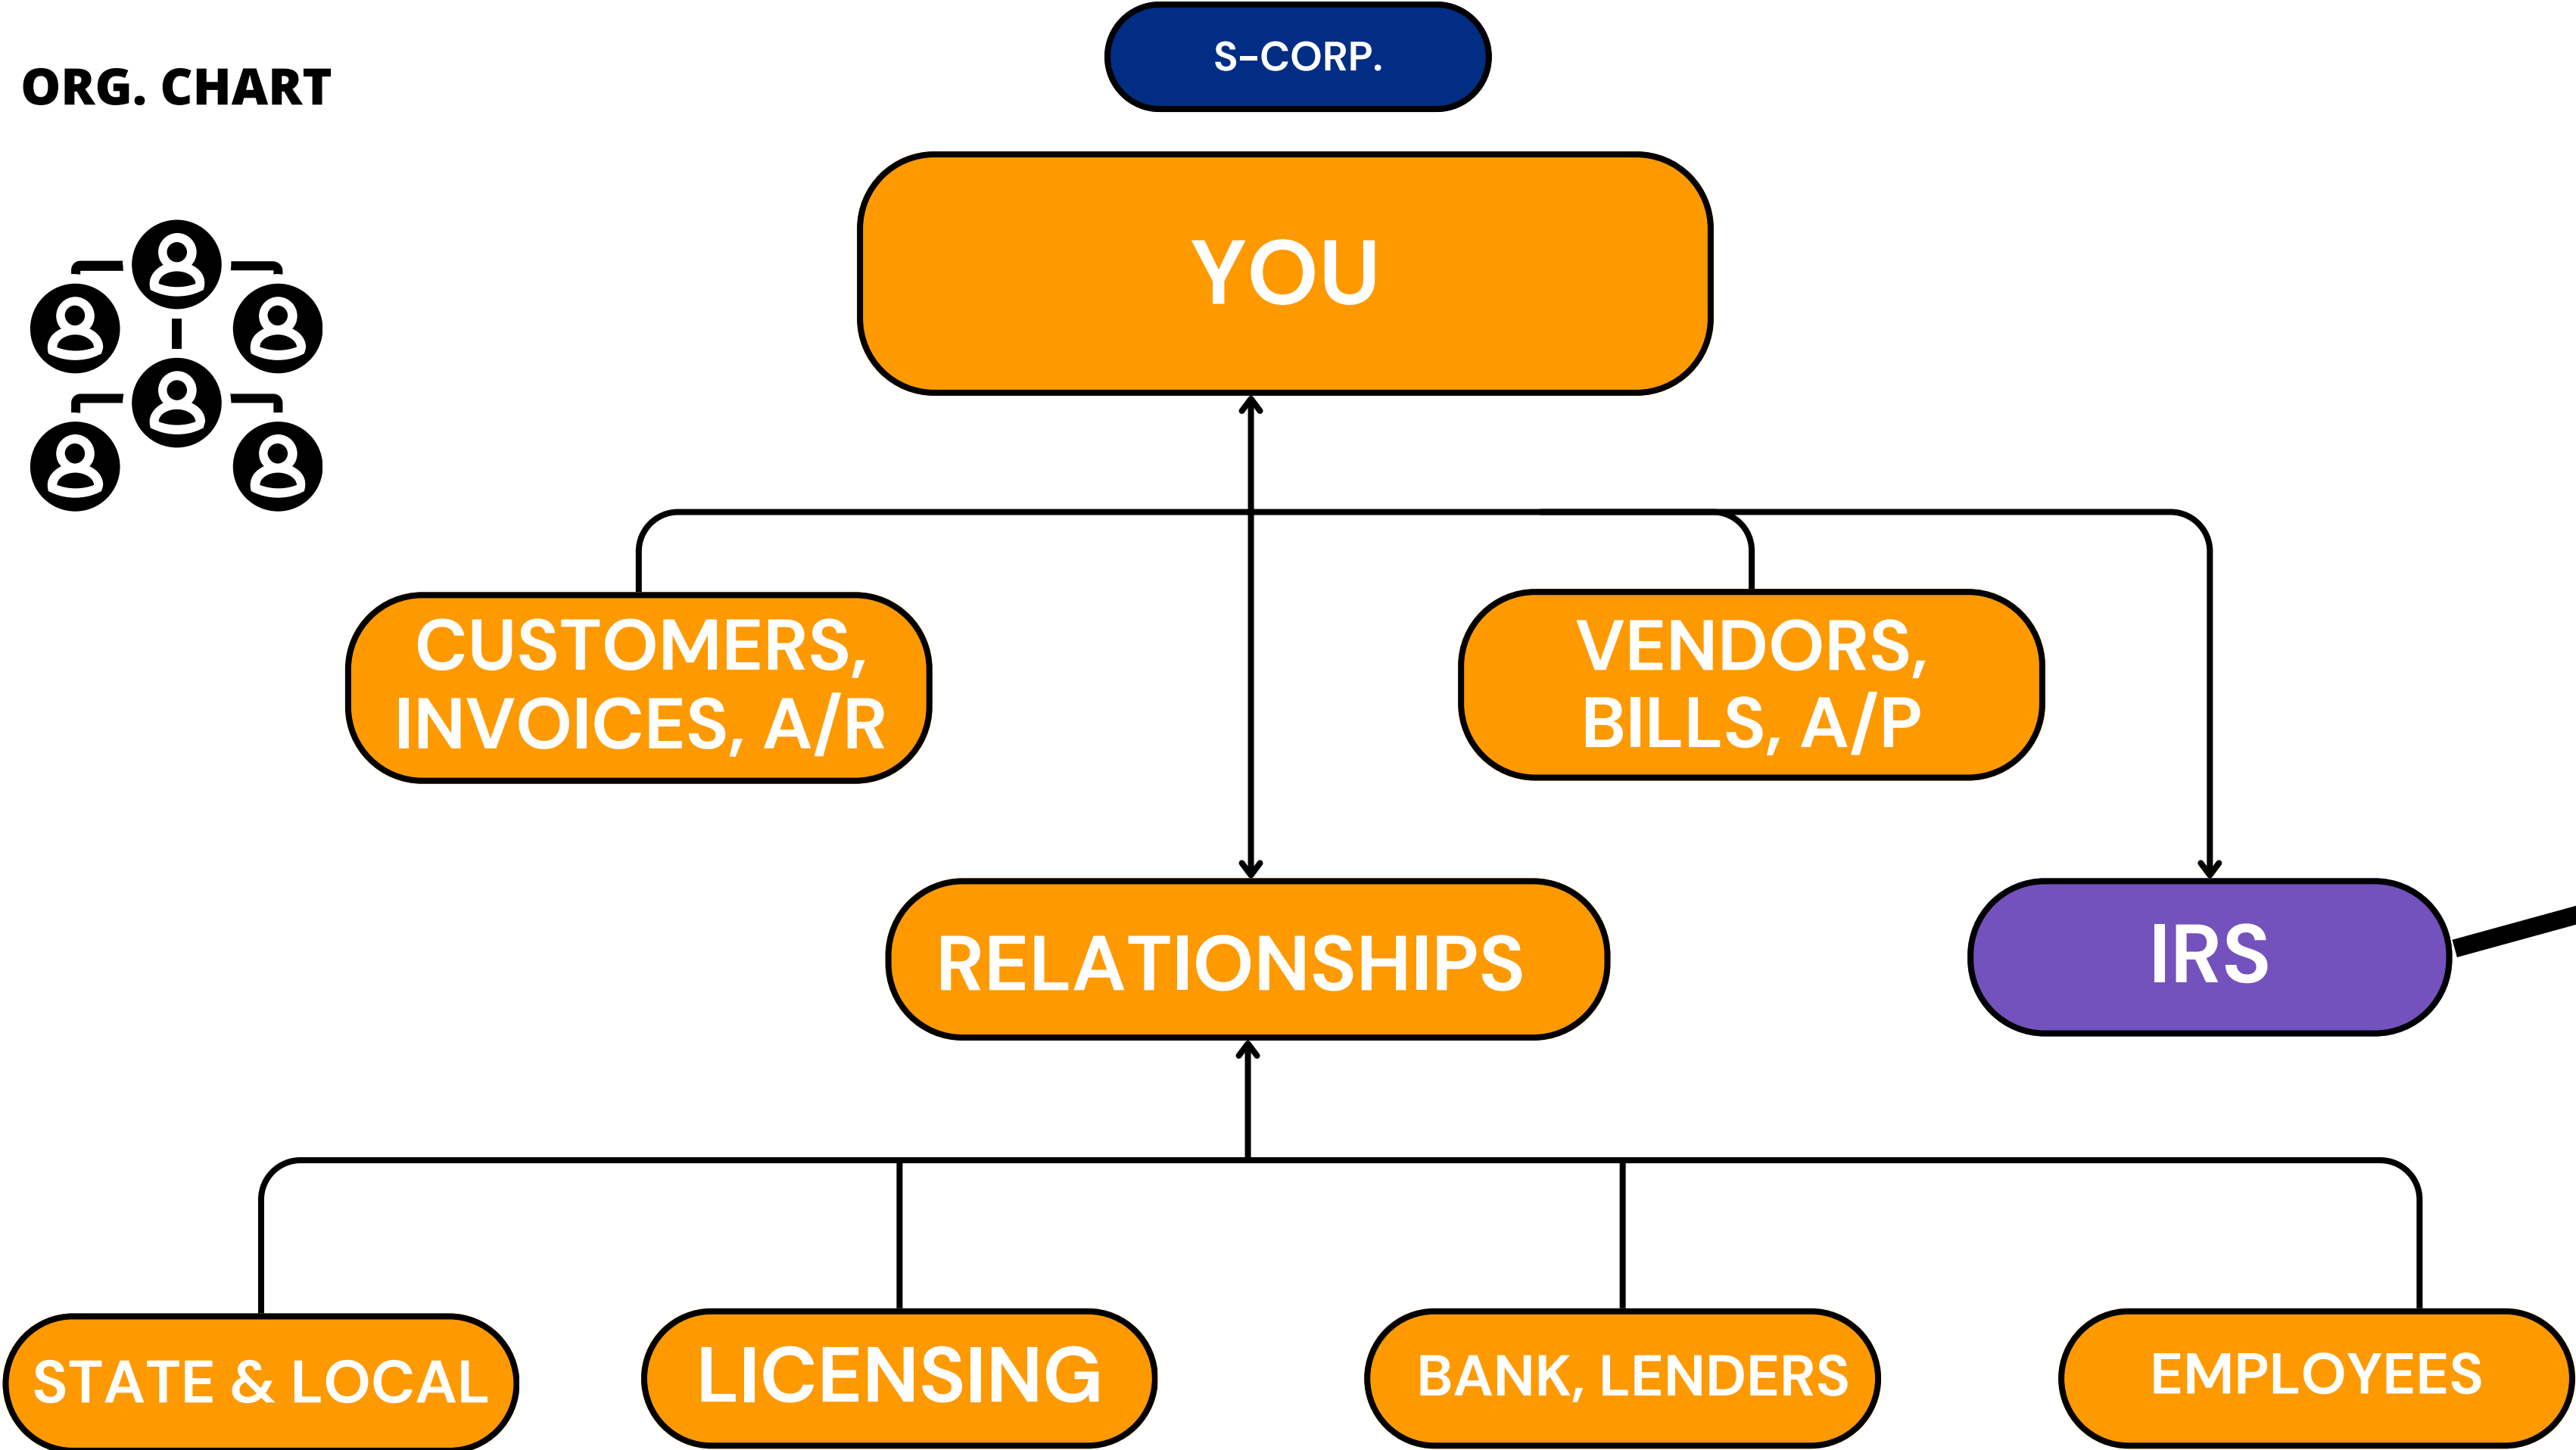 S-CORP.
ORG. CHART
YOU
CUSTOMERS,
INVOICES, A/R
VENDORS,
BILLS, A/P
RELATIONSHIPS
IRS
STATE & LOCAL
LICENSING
BANK, LENDERS
EMPLOYEES